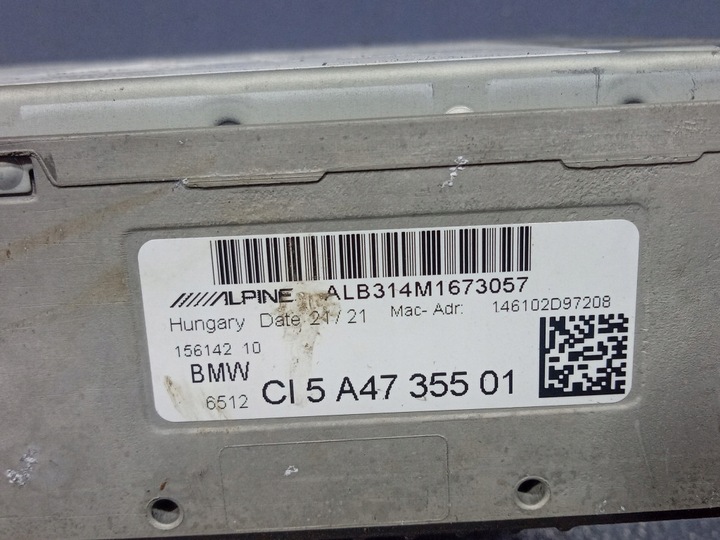 ALPINE ALB314M1673057
Hungary Date 21/21 Mac- Adr: 146102D97208
156142 10
BMW
6512 CI 5 A47 355 01